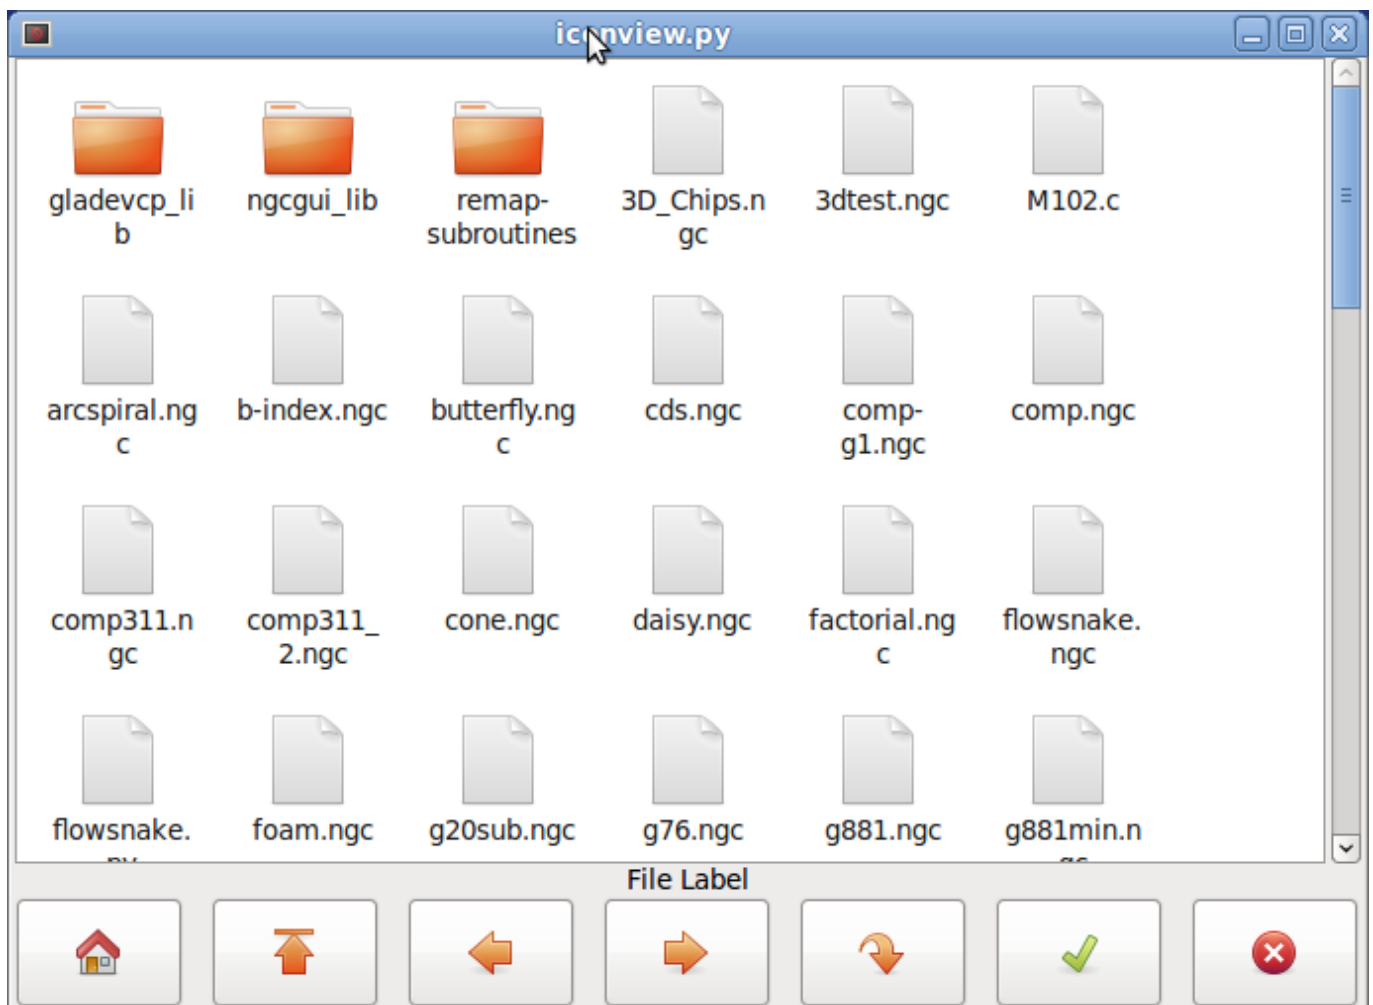 iconview.py
gladevcp_li
b
ngcgui_lib
remap-
subroutines
3D_Chips.n
gc
3dtest.ngc
M102.c
arcspiral.ng
c
b-index.ngc
butterfly.ng
c
cds.ngc
comp-
g1.ngc
comp.ngc
comp311.n
gc
comp311_
2.ngc
cone.ngc
daisy.ngc
factorial.ng
c
flowsnake.
ngc
flowsnake.
py
foam.ngc
g20sub.ngc
g76.ngc
g881.ngc
g881min.n
gc
File Label